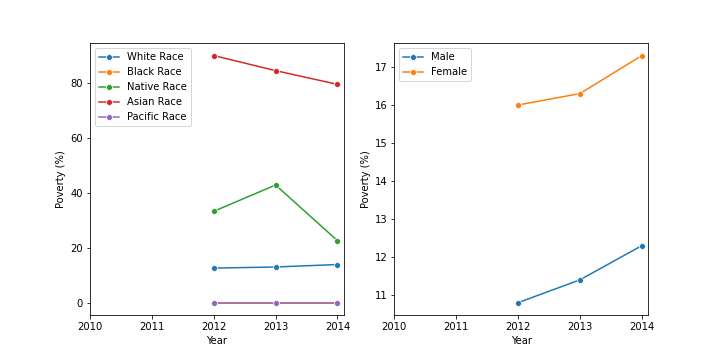 White Race
Black Race
Native Race
Asian Race
Pacific Race
80
60
40
20
0
Poverty (%)
2010 2011 2012 2013 2014
Year
Male
Female
17
16
15
14
13
12
11
Poverty (%)
2010 2011 2012 2013 2014
Year